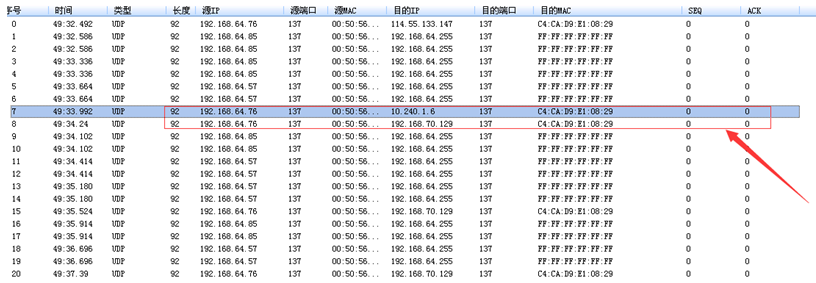 序号 时间 类型 长度 源IP 源端口 源MAC 目的IP 目的端口 目的MAC SEQ ACK
0 49:32.492 UDP 92 192.168.64.76 137 00:50:56... 114.55.133.147 137 C4:CA:D9:E1:08:29 0 0
1 49:32.586 UDP 92 192.168.64.85 137 00:50:56... 192.168.64.255 137 FF:FF:FF:FF:FF:FF 0 0
2 49:32.586 UDP 92 192.168.64.85 137 00:50:56... 192.168.64.255 137 FF:FF:FF:FF:FF:FF 0 0
3 49:33.336 UDP 92 192.168.64.85 137 00:50:56... 192.168.64.255 137 FF:FF:FF:FF:FF:FF 0 0
4 49:33.336 UDP 92 192.168.64.85 137 00:50:56... 192.168.64.255 137 FF:FF:FF:FF:FF:FF 0 0
5 49:33.664 UDP 92 192.168.64.57 137 00:50:56... 192.168.64.255 137 FF:FF:FF:FF:FF:FF 0 0
6 49:33.664 UDP 92 192.168.64.57 137 00:50:56... 192.168.64.255 137 FF:FF:FF:FF:FF:FF 0 0
7 49:33.992 UDP 92 192.168.64.76 137 00:50:56... 10.240.1.6 137 C4:CA:D9:E1:08:29 0 0
8 49:34.24 UDP 92 192.168.64.76 137 00:50:56... 192.168.70.129 137 C4:CA:D9:E1:08:29 0 0
9 49:34.102 UDP 92 192.168.64.85 137 00:50:56... 192.168.64.255 137 FF:FF:FF:FF:FF:FF 0 0
10 49:34.102 UDP 92 192.168.64.85 137 00:50:56... 192.168.64.255 137 FF:FF:FF:FF:FF:FF 0 0
11 49:34.414 UDP 92 192.168.64.57 137 00:50:56... 192.168.64.255 137 FF:FF:FF:FF:FF:FF 0 0
12 49:34.414 UDP 92 192.168.64.57 137 00:50:56... 192.168.64.255 137 FF:FF:FF:FF:FF:FF 0 0
13 49:35.180 UDP 92 192.168.64.57 137 00:50:56... 192.168.64.255 137 FF:FF:FF:FF:FF:FF 0 0
14 49:35.180 UDP 92 192.168.64.57 137 00:50:56... 192.168.64.255 137 FF:FF:FF:FF:FF:FF 0 0
15 49:35.524 UDP 92 192.168.64.76 137 00:50:56... 192.168.70.129 137 C4:CA:D9:E1:08:29 0 0
16 49:35.914 UDP 92 192.168.64.85 137 00:50:56... 192.168.64.255 137 FF:FF:FF:FF:FF:FF 0 0
17 49:35.914 UDP 92 192.168.64.85 137 00:50:56... 192.168.64.255 137 FF:FF:FF:FF:FF:FF 0 0
18 49:36.696 UDP 92 192.168.64.57 137 00:50:56... 192.168.64.255 137 FF:FF:FF:FF:FF:FF 0 0
19 49:36.696 UDP 92 192.168.64.57 137 00:50:56... 192.168.64.255 137 FF:FF:FF:FF:FF:FF 0 0
20 49:37.39 UDP 92 192.168.64.76 137 00:50:56... 192.168.70.129 137 C4:CA:D9:E1:08:29 0 0